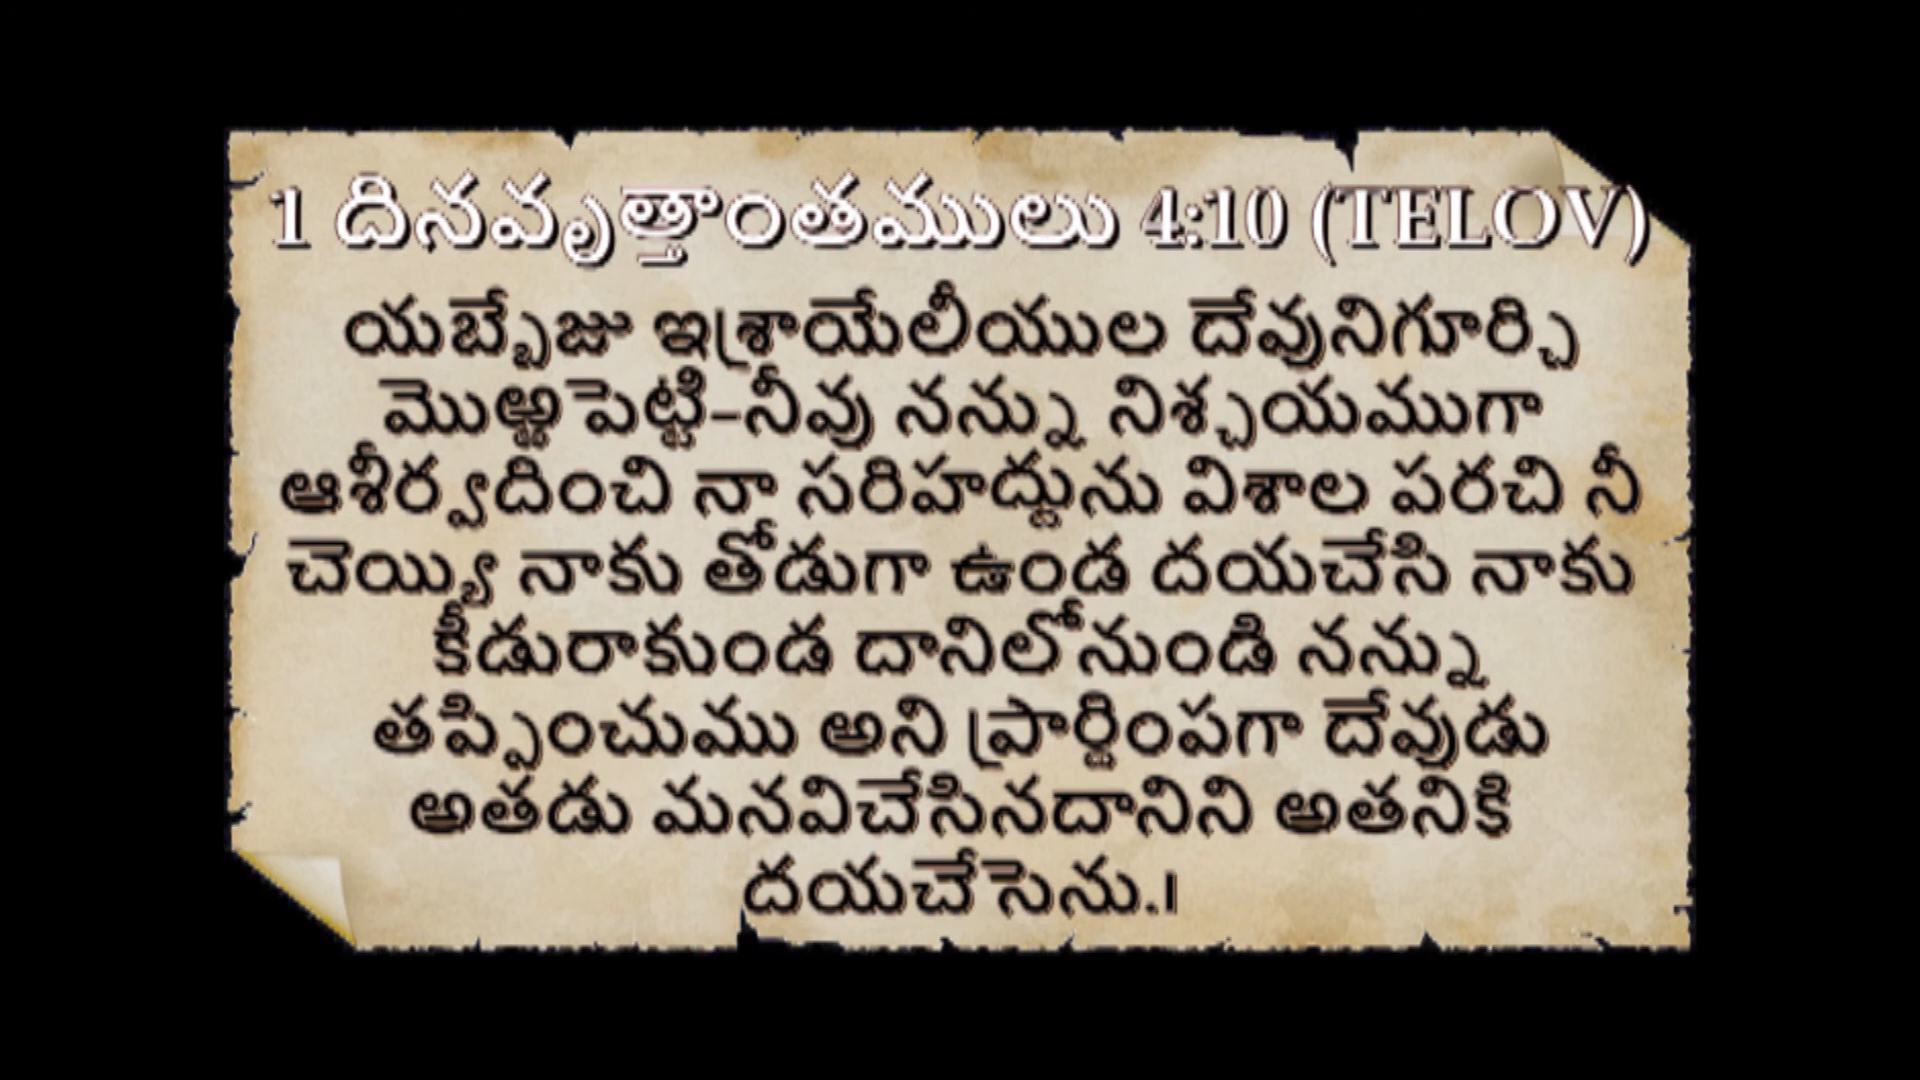 1 దినవృత్తాంతములు 4:10 (TELOV)
యబ్బేజు ఇశ్రాయేలీయుల దేవునిగూర్చి
మొఱ్ఱపెట్టి-నీవు నన్ను నిశ్చయముగా
ఆశీర్వదించి నా సరిహద్దును విశాల పరచి నీ
చెయ్యి నాకు తోడుగా ఉండ దయచేసి నాకు
కీడురాకుండ దానిలోనుండి నన్ను
తప్పించుము అని ప్రార్థింపగా దేవుడు
అతడు మనవిచేసినదానిని అతనికి
దయచేసెను.।